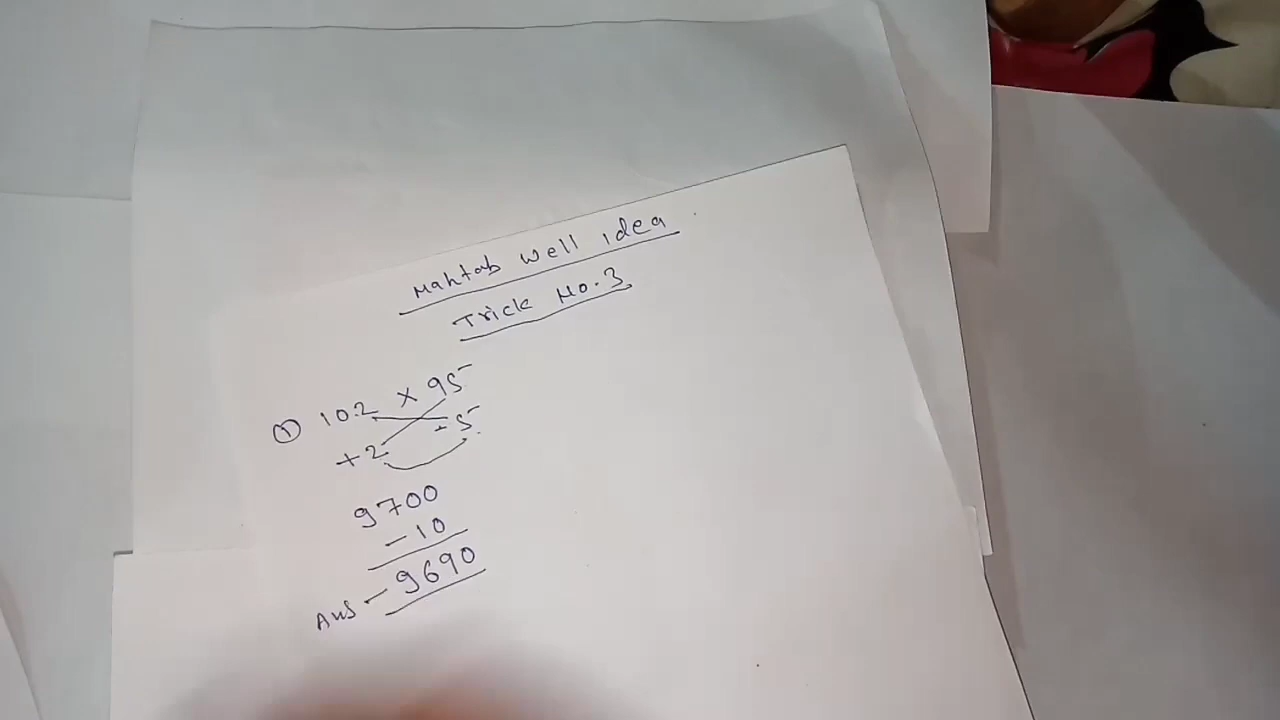 Mahtab Well idea
Trick No.3
① 102 × 95
+2 -5
9700
-10
Ans - 9690